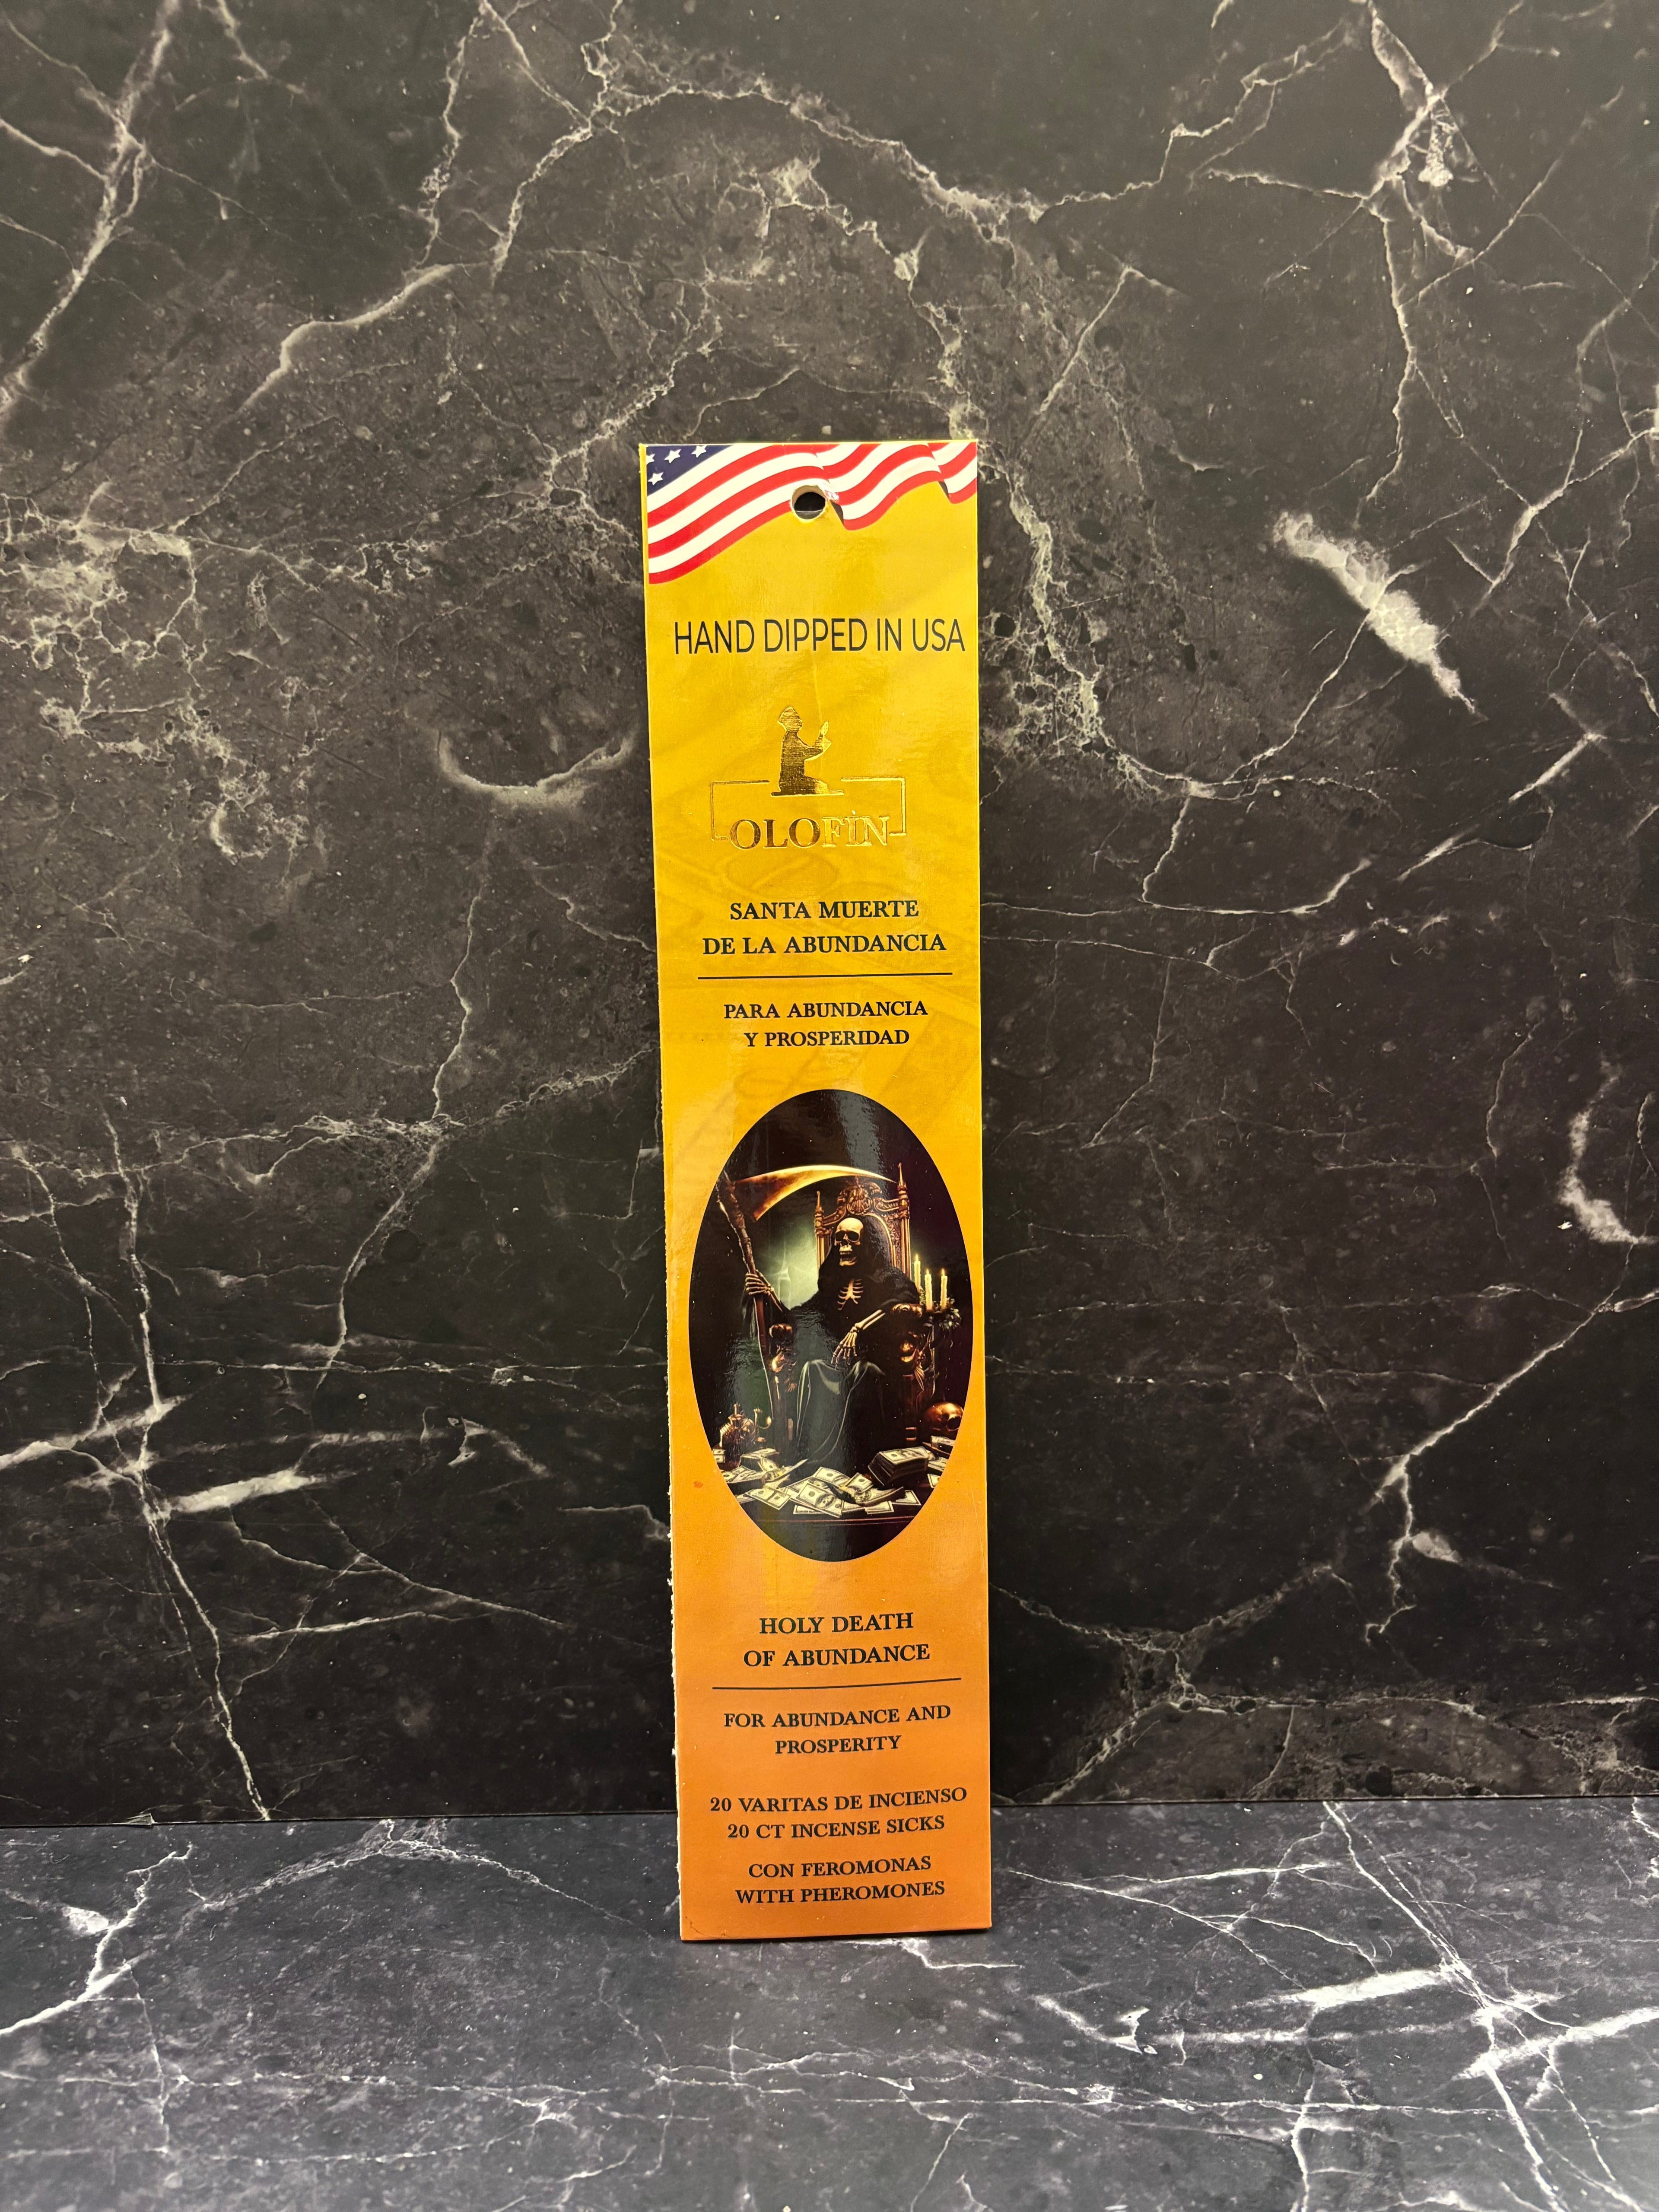 HAND DIPPED IN USA
OLOFIN
SANTA MUERTE
DE LA ABUNDANCIA
PARA ABUNDANCIA
Y PROSPERIDAD
HOLY DEATH
OF ABUNDANCE
FOR ABUNDANCE AND
PROSPERITY
20 VARITAS DE INCIENSO
20 CT INCENSE SICKS
CON FEROMONAS
WITH PHEROMONES